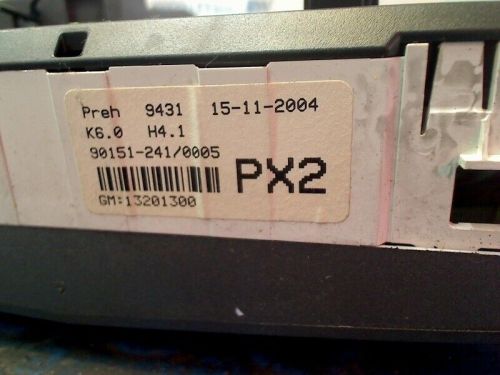 Preh 9431 15-11-2004
K6.0 H4.1
90151-241/0005
PX2
GM:13201300